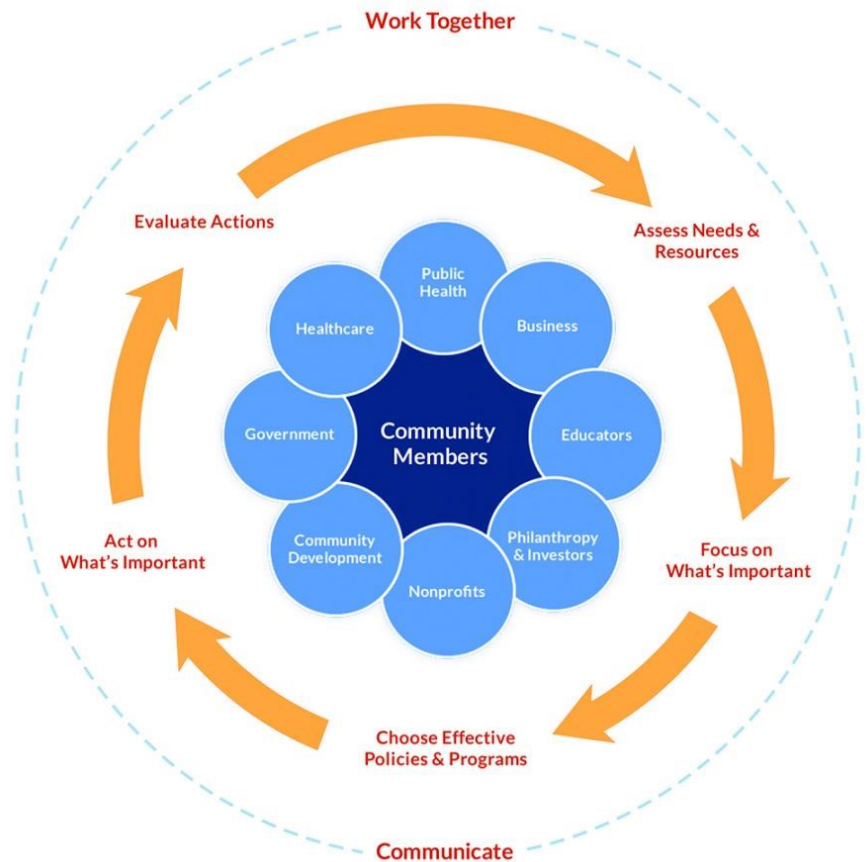 Work Together
Evaluate Actions
Assess Needs &
Resources
Public
Health
Healthcare
Business
Government
Community
Members
Educators
Act on
What's Important
Community
Development
Philanthropy
& Investors
Focus on
What's Important
Nonprofits
Choose Effective
Policies & Programs
Communicate